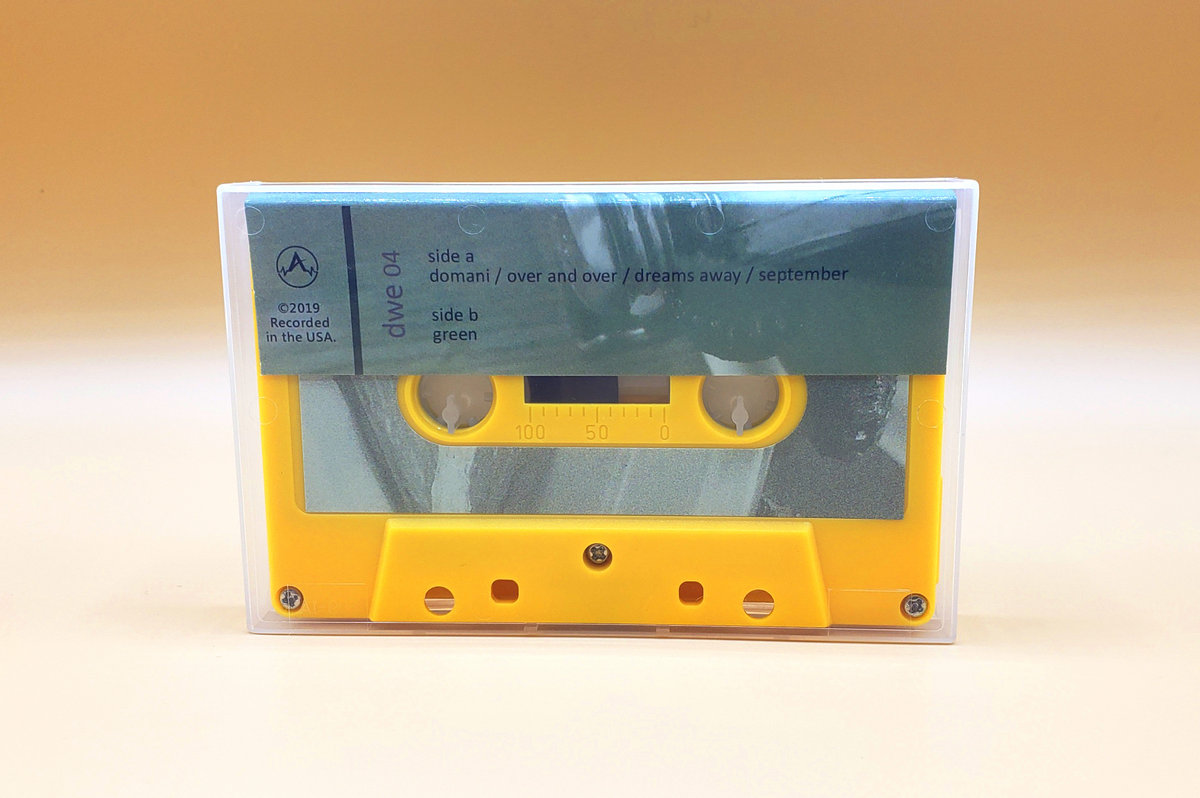 ©2019
Recorded
in the USA.
dwe 04
side a
domani / over and over / dreams away / september
side b
green
100 50 0